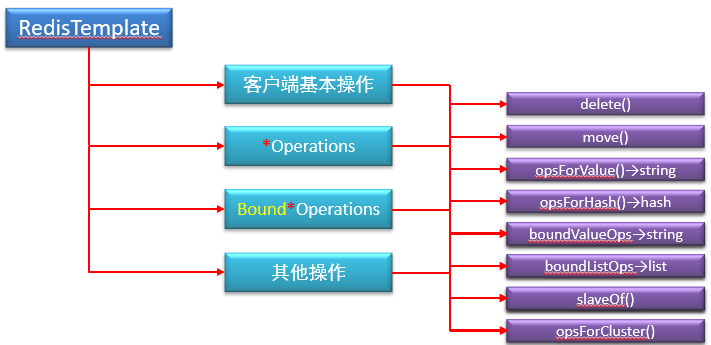 RedisTemplate
客户端基本操作
*Operations
Bound*Operations
其他操作
delete()
move()
opsForValue()→string
opsForHash()→hash
boundValueOps→string
boundListOps→list
slaveOf()
opsForCluster()